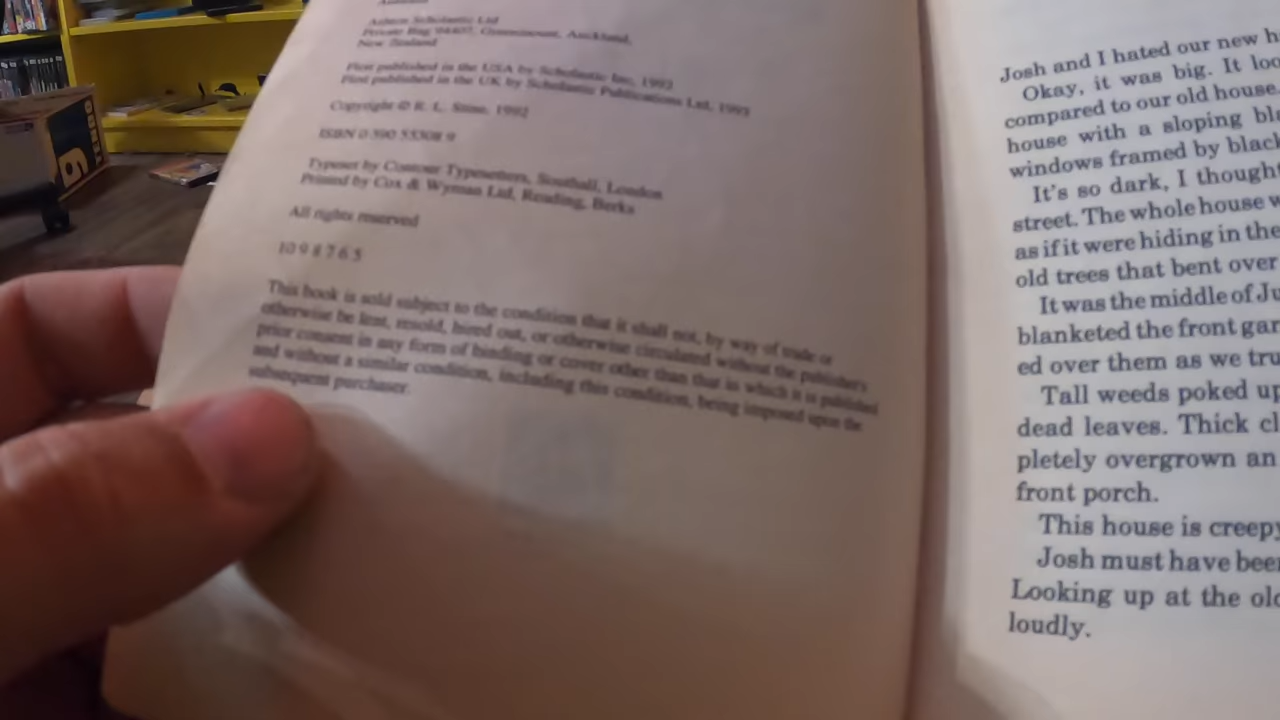 Ashton Scholastic Ltd
Private Bag 94407, Greenmount, Auckland,
New Zealand
First published in the USA by Scholastic Inc, 1992
First published in the UK by Scholastic Publications Ltd, 1993
Copyright © R. L. Stine, 1992
ISBN 0 590 55308 9
Typeset by Contour Typesetters, Southall, London
Printed by Cox & Wyman Ltd, Reading, Berks
All rights reserved
10 9 8 7 6 5
This book is sold subject to the condition that it shall not, by way of trade or
otherwise be lent, resold, hired out, or otherwise circulated without the publisher's
prior consent in any form of binding or cover other than that in which it is published
and without a similar condition, including this condition, being imposed upon the
subsequent purchaser.
Josh and I hated our new h
Okay, it was big. It loo
compared to our old house.
house with a sloping bla
windows framed by black
It's so dark, I thought
street. The whole house w
as if it were hiding in the
old trees that bent over
It was the middle of Ju
blanketed the front gar
ed over them as we tru
Tall weeds poked up
dead leaves. Thick cl
pletely overgrown an
front porch.
This house is creepy
Josh must have been
Looking up at the old
loudly.